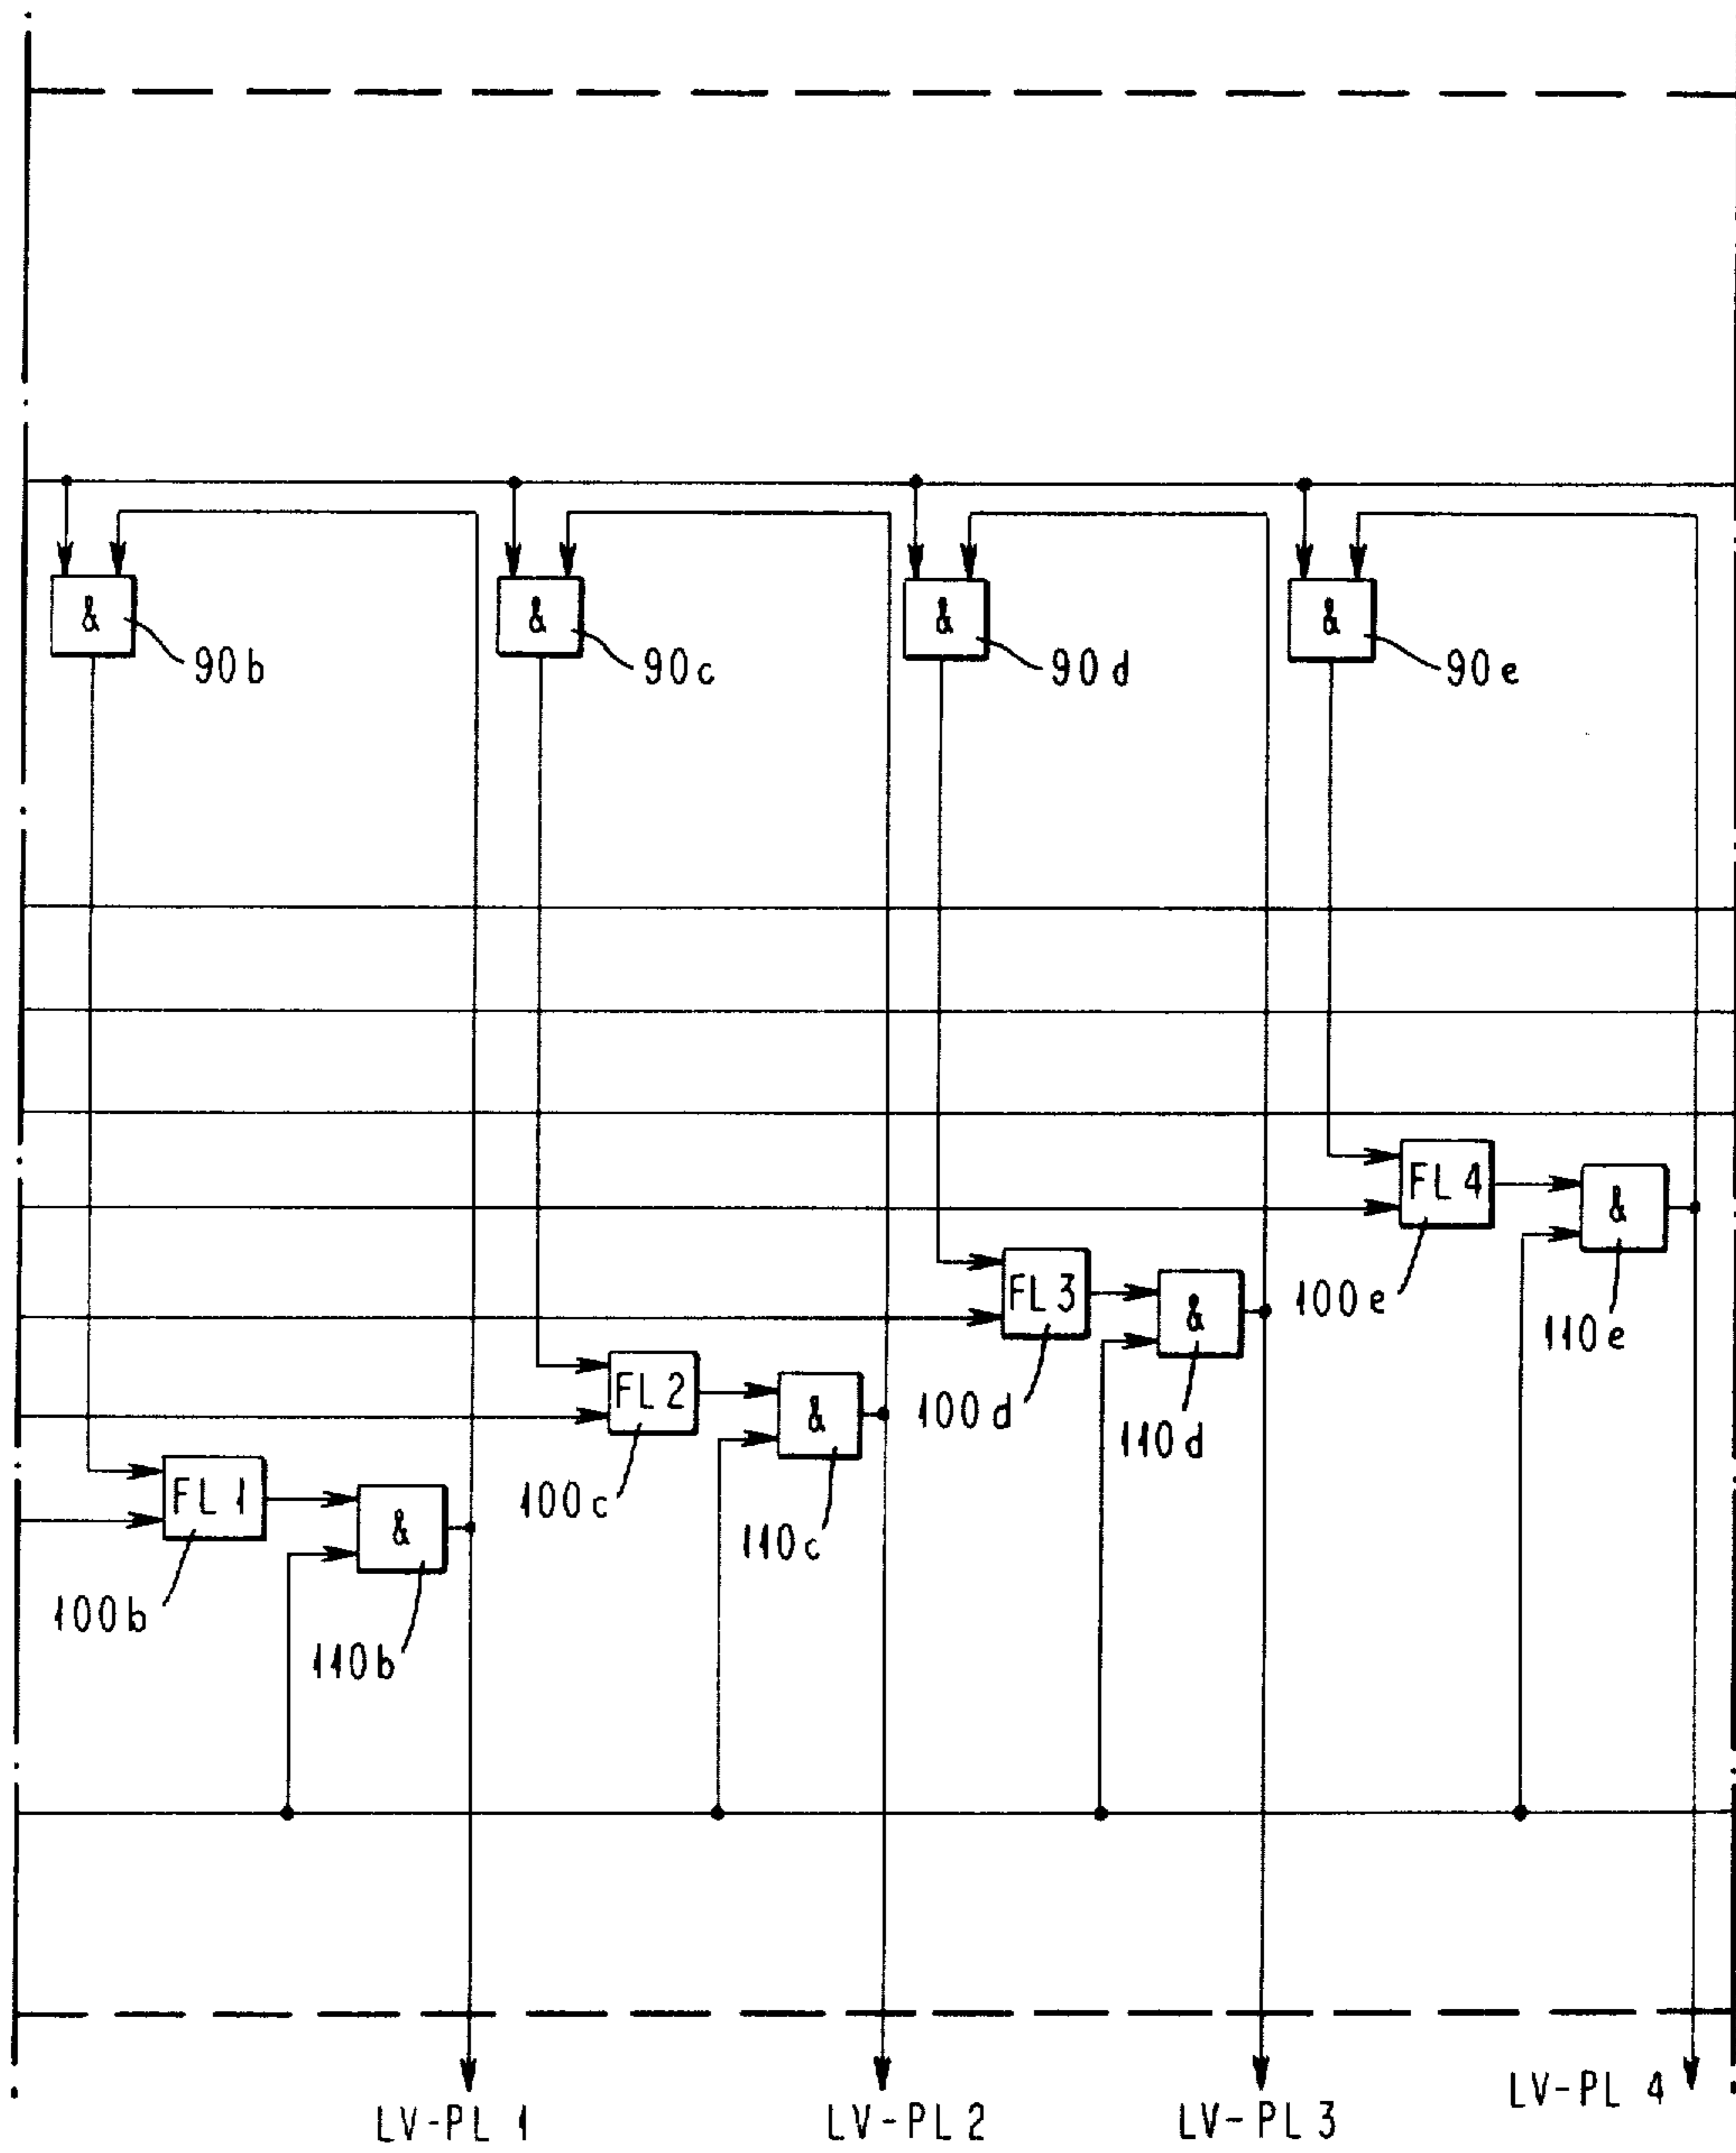 & & & &
90b 90c 90d 90e
FL 4
&
FL 3
&
100e
110e
FL 2
&
100d
110d
FL 1
&
100c
110c
100b
110b
LV-PL 1 LV-PL 2 LV-PL 3 LV-PL 4